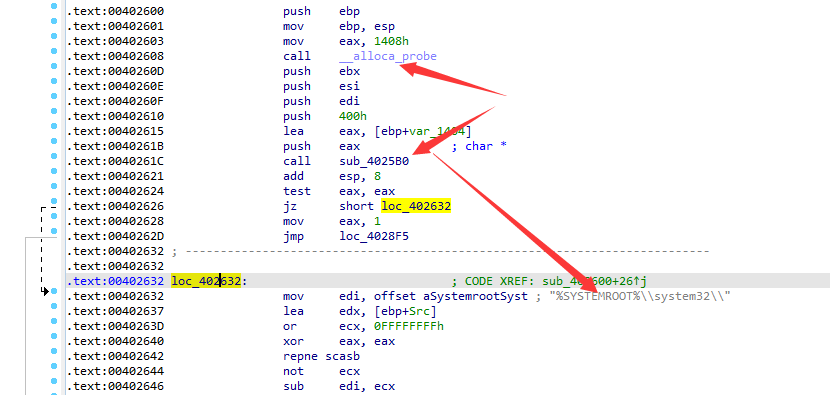 .text:00402600 push ebp
.text:00402601 mov ebp, esp
.text:00402603 mov eax, 1408h
.text:00402608 call __alloca_probe
.text:0040260D push ebx
.text:0040260E push esi
.text:0040260F push edi
.text:00402610 push 400h
.text:00402615 lea eax, [ebp+var_1404]
.text:0040261B push eax ; char *
.text:0040261C call sub_4025B0
.text:00402621 add esp, 8
.text:00402624 test eax, eax
.text:00402626 jz short loc_402632
.text:00402628 mov eax, 1
.text:0040262D jmp loc_4028F5
.text:00402632 ; ---------------------------------------------------------------------------
.text:00402632
.text:00402632 loc_402632: ; CODE XREF: sub_402600+26↑j
.text:00402632 mov edi, offset aSystemrootSyst ; "%SYSTEMROOT%\\system32\\"
.text:00402637 lea edx, [ebp+Src]
.text:0040263D or ecx, 0FFFFFFFFh
.text:00402640 xor eax, eax
.text:00402642 repne scasb
.text:00402644 not ecx
.text:00402646 sub edi, ecx